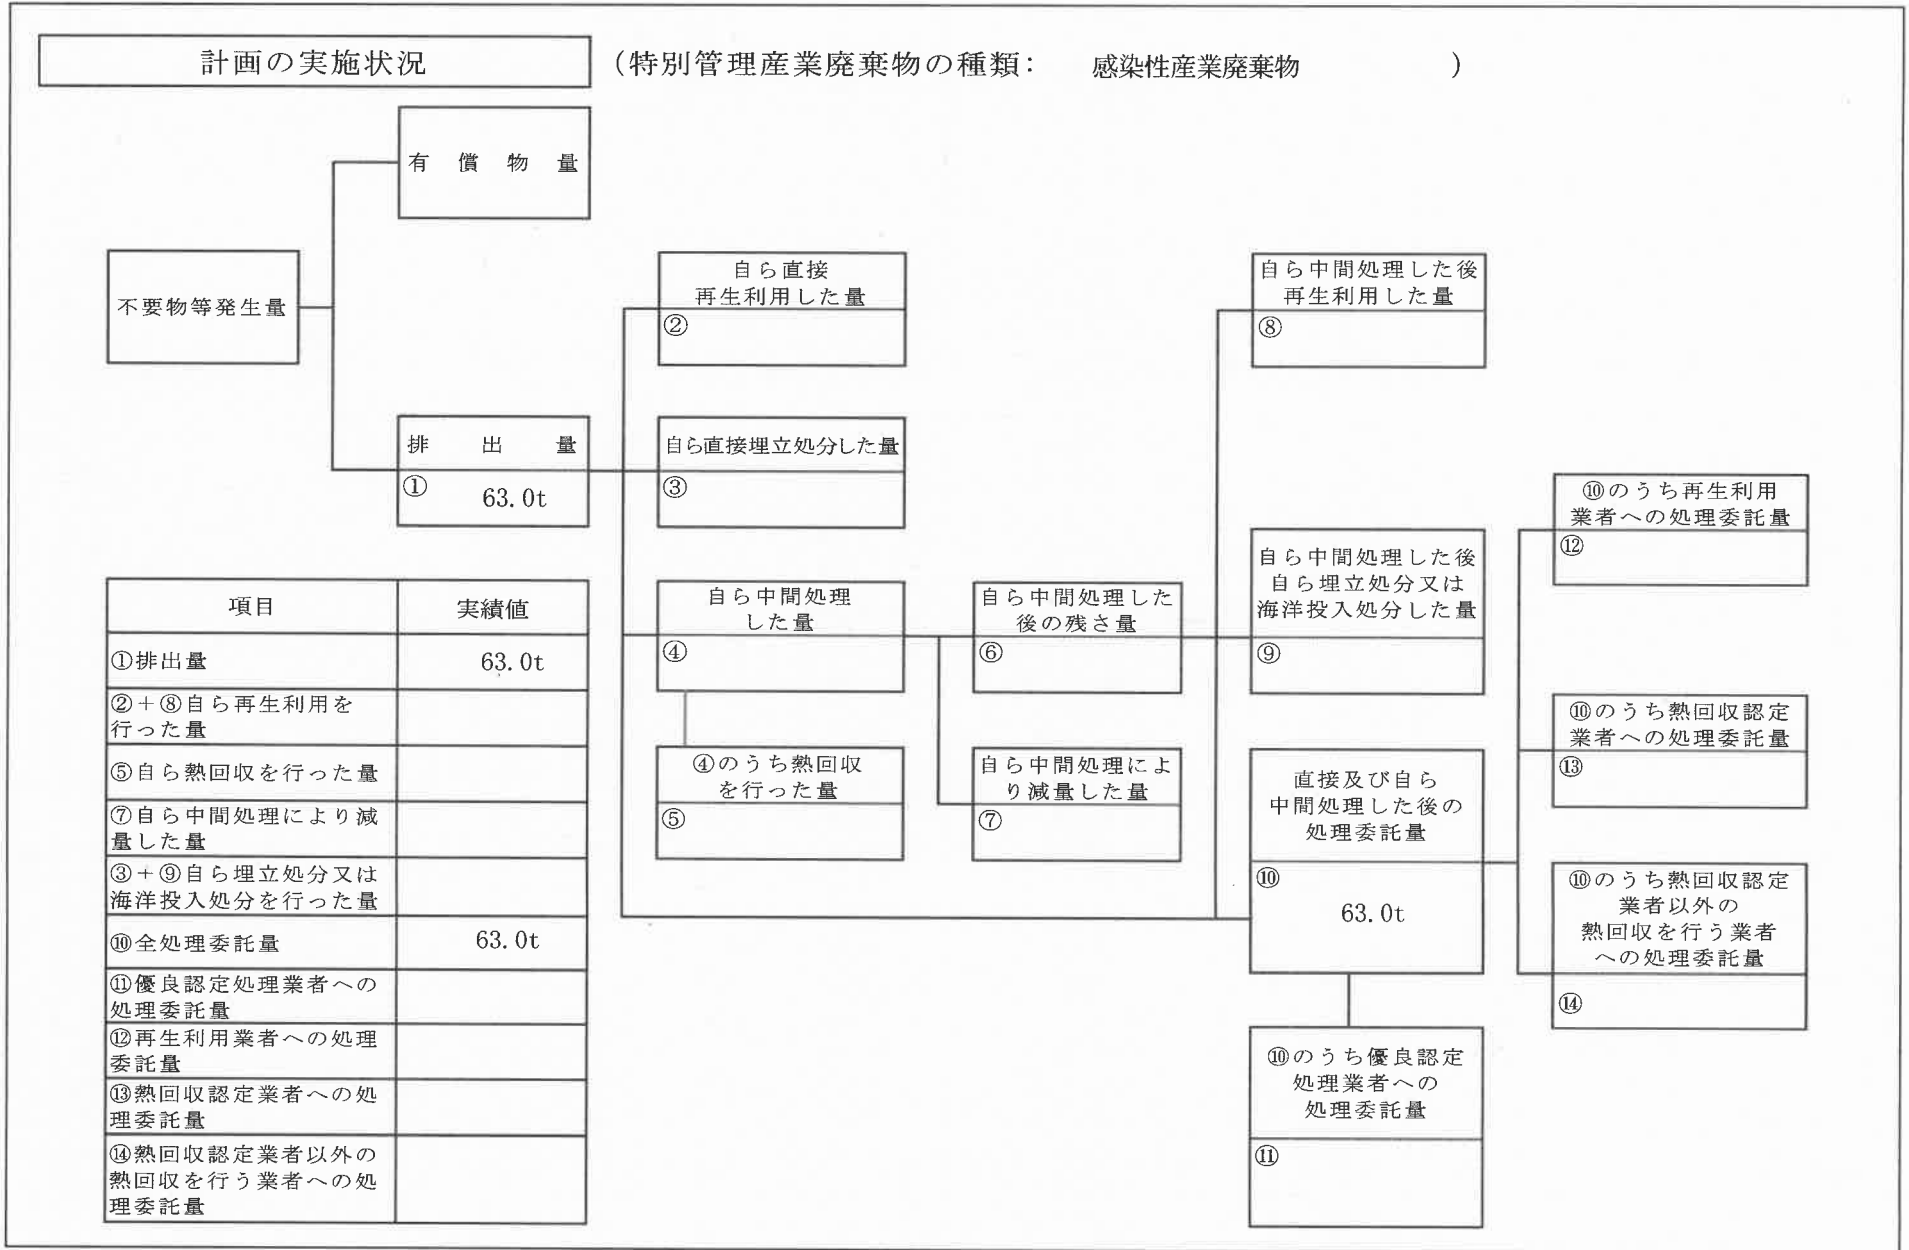 計画の実施状況
(特別管理産業廃棄物の種類: 感染性産業廃棄物 )
有償物量
不要物等発生量
排出量
① 63.0t
自ら直接
再生利用した量
②
自ら直接埋立処分した量
③
自ら中間処理
した量
④
④のうち熱回収
を行った量
⑤
自ら中間処理した
後の残さ量
⑥
自ら中間処理によ
り減量した量
⑦
自ら中間処理した後
再生利用した量
⑧
自ら中間処理した後
自ら埋立処分又は
海洋投入処分した量
⑨
直接及び自ら
中間処理した後の
処理委託量
⑩
63.0t
⑩のうち優良認定
処理業者への
処理委託量
⑪
⑩のうち再生利用
業者への処理委託量
⑫
⑩のうち熱回収認定
業者への処理委託量
⑬
⑩のうち熱回収認定
業者以外の
熱回収を行う業者
への処理委託量
⑭
項目 実績値
①排出量 63.0t
②+⑧自ら再生利用を
行った量
⑤自ら熱回収を行った量
⑦自ら中間処理により減
量した量
③+⑨自ら埋立処分又は
海洋投入処分を行った量
⑩全処理委託量 63.0t
⑪優良認定処理業者への
処理委託量
⑫再生利用業者への処理
委託量
⑬熱回収認定業者への処
理委託量
⑭熱回収認定業者以外の
熱回収を行う業者への処
理委託量